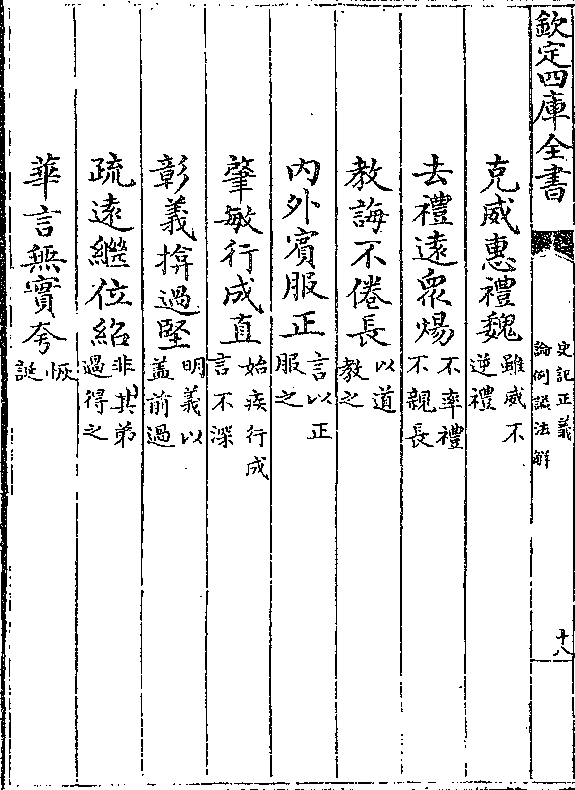 欽定四庫全書
史記正義
論例諡法解
十八
克威惠禮魏雖威不逆禮
去禮遠衆煬不率禮不親長
教誨不倦長以道教之
内外賓服正言以正服之
肇敏行成直始疾行成言不深
彰義揜過堅明義以蓋前過
疏遠繼位紹非其弟過得之
華言無實夸恢誕